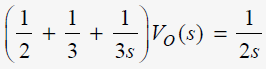 (1/2 + 1/3 + 1/3s) V_O(s) = 1/2s